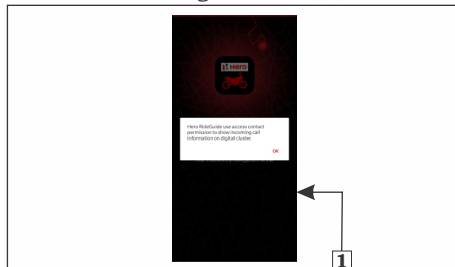 Hero
Hero RideGuide use access contact
permission to show incoming call
information on digital cluster.
OK
1